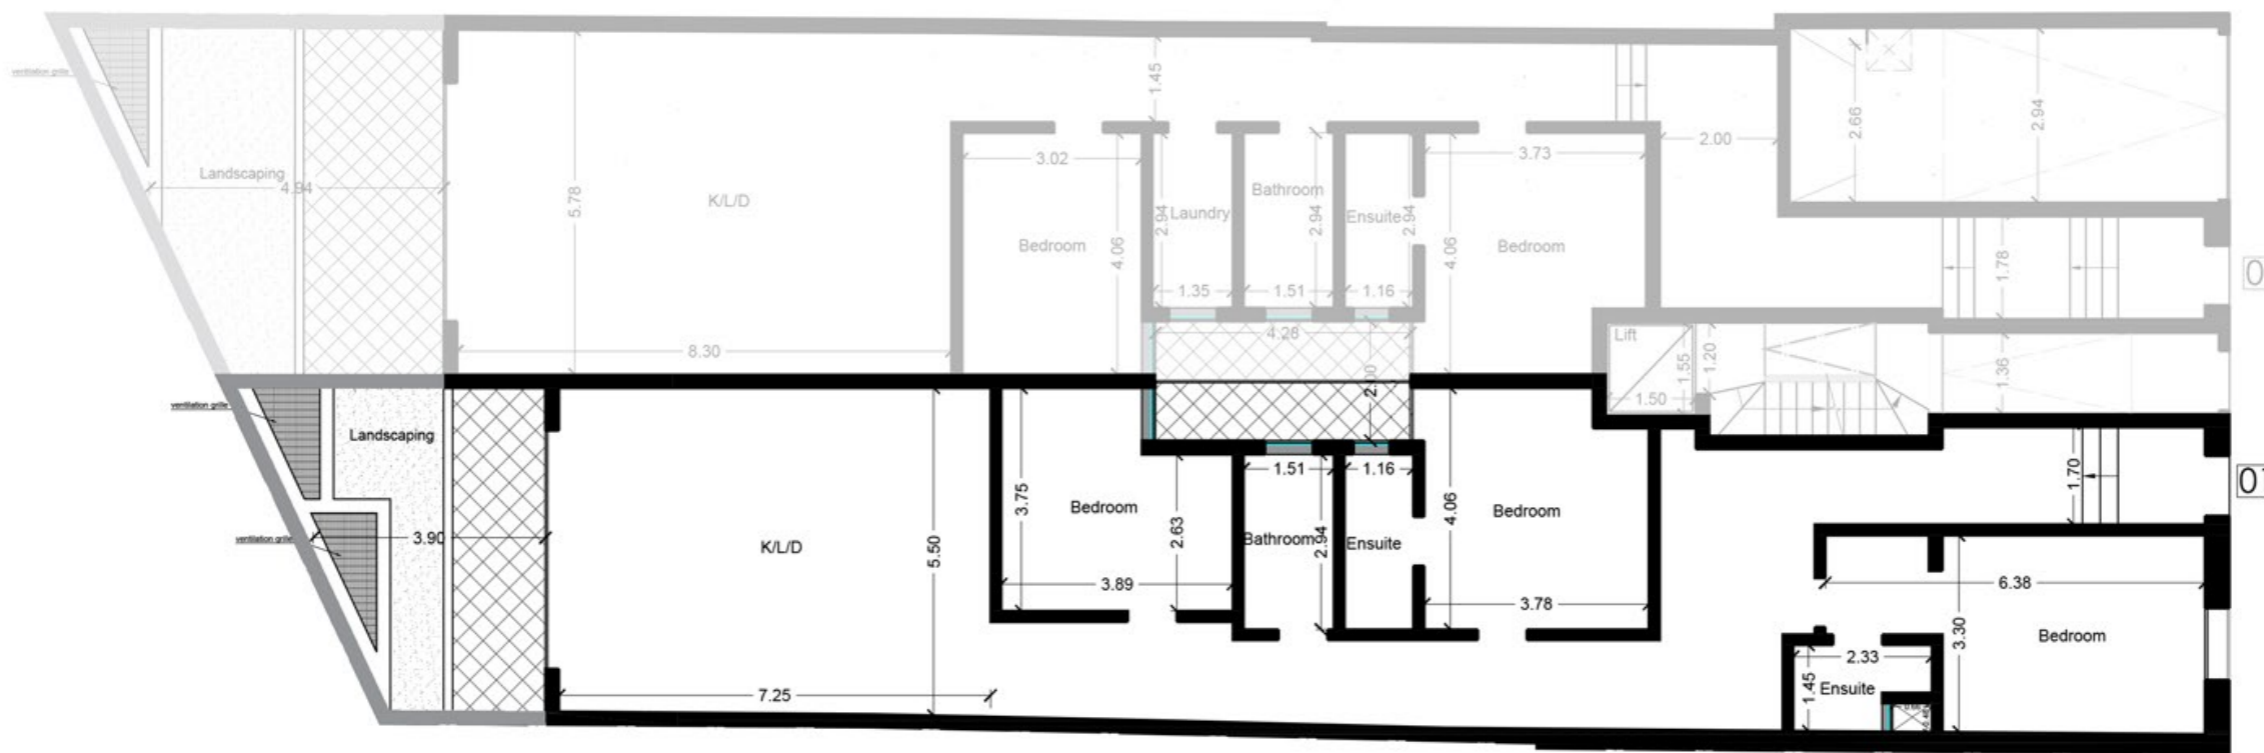 ventilation grille
Landscaping
4.94
5.78
K/L/D
8.30
3.02
Bedroom
4.06
1.45
2.94
Laundry
1.35
Bathroom
2.94
1.51
Ensuite
2.94
1.16
4.28
2.00
3.73
Bedroom
4.06
2.00
2.66
2.94
1.78
Lift
1.55
1.50
1.20
1.36
0
ventilation grille
Landscaping
ventilation grille
3.90
K/L/D
7.25
5.50
3.75
Bedroom
3.89
2.63
1.51
Bathroom
2.94
1.16
Ensuite
4.06
Bedroom
3.78
1.70
01
6.38
3.30
Bedroom
2.33
1.45
Ensuite